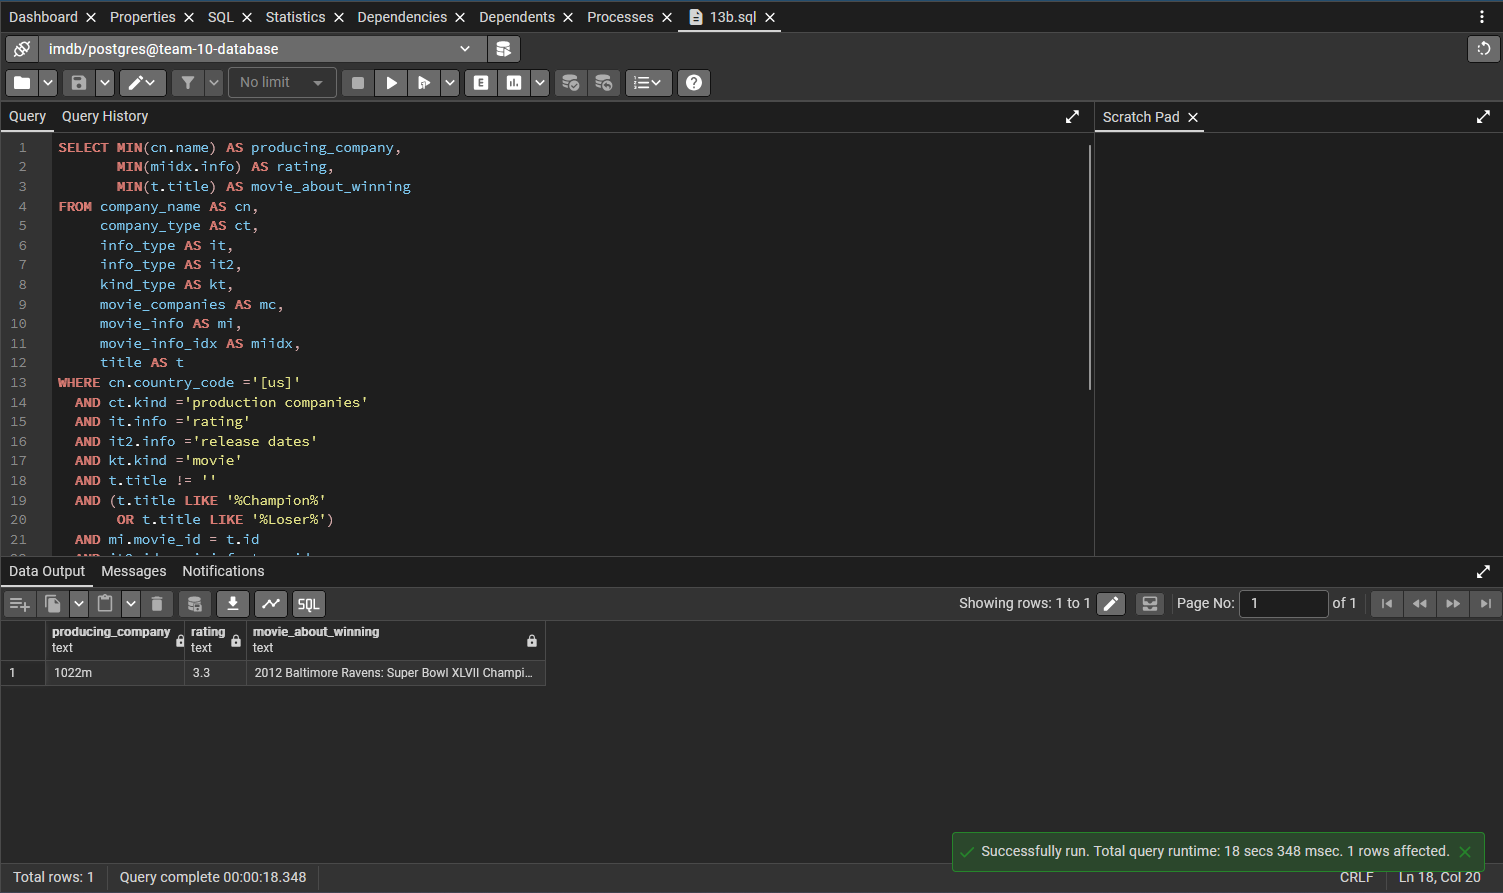 Dashboard Properties SQL Statistics Dependencies Dependents Processes 13b.sql
imdb/postgres@team-10-database
No limit E
Query Query History Scratch Pad
1 SELECT MIN(cn.name) AS producing_company,
2 MIN(miidx.info) AS rating,
3 MIN(t.title) AS movie_about_winning
4 FROM company_name AS cn,
5 company_type AS ct,
6 info_type AS it,
7 info_type AS it2,
8 kind_type AS kt,
9 movie_companies AS mc,
10 movie_info AS mi,
11 movie_info_idx AS miidx,
12 title AS t
13 WHERE cn.country_code ='[us]'
14 AND ct.kind ='production companies'
15 AND it.info ='rating'
16 AND it2.info ='release dates'
17 AND kt.kind ='movie'
18 AND t.title != ''
19 AND (t.title LIKE '%Champion%'
20 OR t.title LIKE '%Loser%')
21 AND mi.movie_id = t.id
Data Output Messages Notifications
SQL Showing rows: 1 to 1 Page No: 1 of 1
producing_company rating movie_about_winning
text text text
1 1022m 3.3 2012 Baltimore Ravens: Super Bowl XLVII Champi...
Successfully run. Total query runtime: 18 secs 348 msec. 1 rows affected.
Total rows: 1 Query complete 00:00:18.348 CRLF Ln 18, Col 20